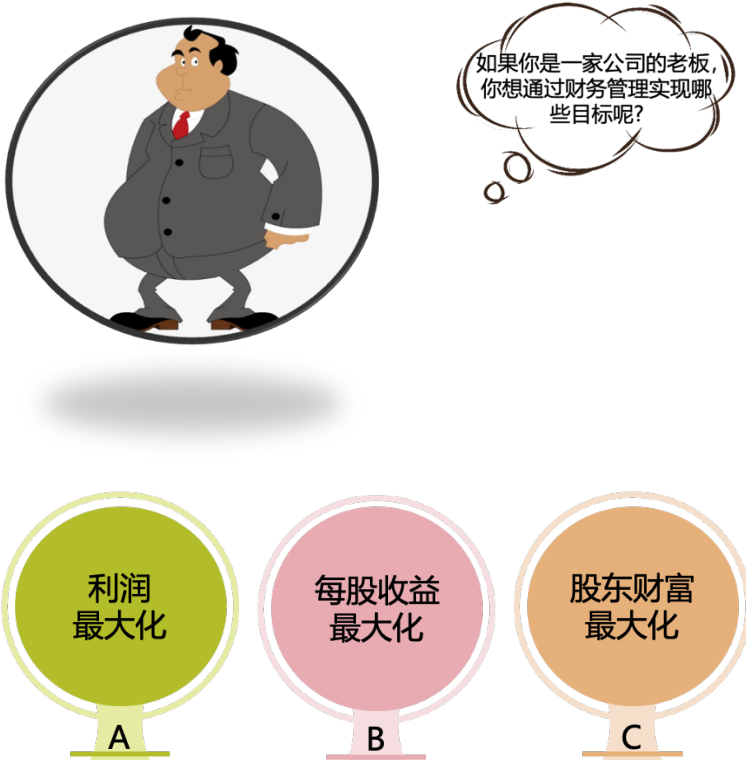 如果你是一家公司的老板，
你想通过财务管理实现哪
些目标呢?
利润
最大化
A
每股收益
最大化
B
股东财富
最大化
C